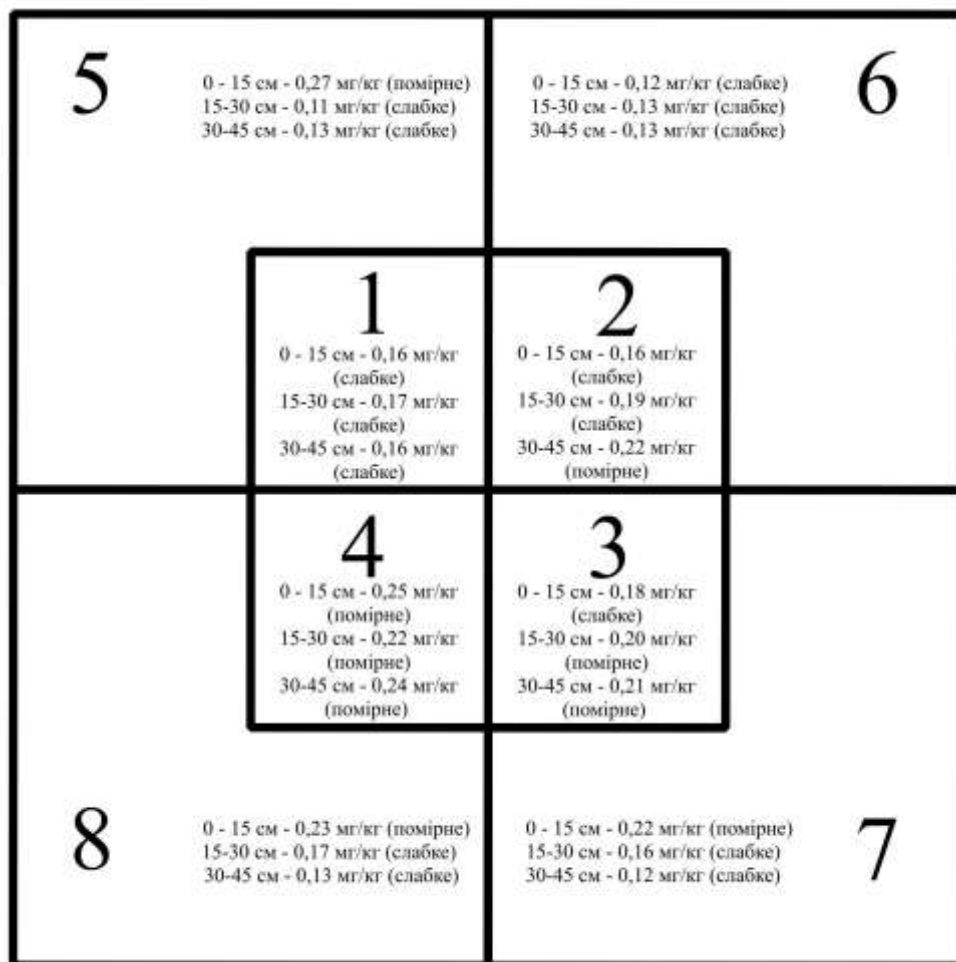 5
0 - 15 см - 0,27 мг/кг (помірне)
15-30 см - 0,11 мг/кг (слабке)
30-45 см - 0,13 мг/кг (слабке)
6
0 - 15 см - 0,12 мг/кг (слабке)
15-30 см - 0,13 мг/кг (слабке)
30-45 см - 0,13 мг/кг (слабке)
1
0 - 15 см - 0,16 мг/кг
(слабке)
15-30 см - 0,17 мг/кг
(слабке)
30-45 см - 0,16 мг/кг
(слабке)
2
0 - 15 см - 0,16 мг/кг
(слабке)
15-30 см - 0,19 мг/кг
(слабке)
30-45 см - 0,22 мг/кг
(помірне)
4
0 - 15 см - 0,25 мг/кг
(помірне)
15-30 см - 0,22 мг/кг
(помірне)
30-45 см - 0,24 мг/кг
(помірне)
3
0 - 15 см - 0,18 мг/кг
(слабке)
15-30 см - 0,20 мг/кг
(помірне)
30-45 см - 0,21 мг/кг
(помірне)
8
0 - 15 см - 0,23 мг/кг (помірне)
15-30 см - 0,17 мг/кг (слабке)
30-45 см - 0,13 мг/кг (слабке)
7
0 - 15 см - 0,22 мг/кг (помірне)
15-30 см - 0,16 мг/кг (слабке)
30-45 см - 0,12 мг/кг (слабке)